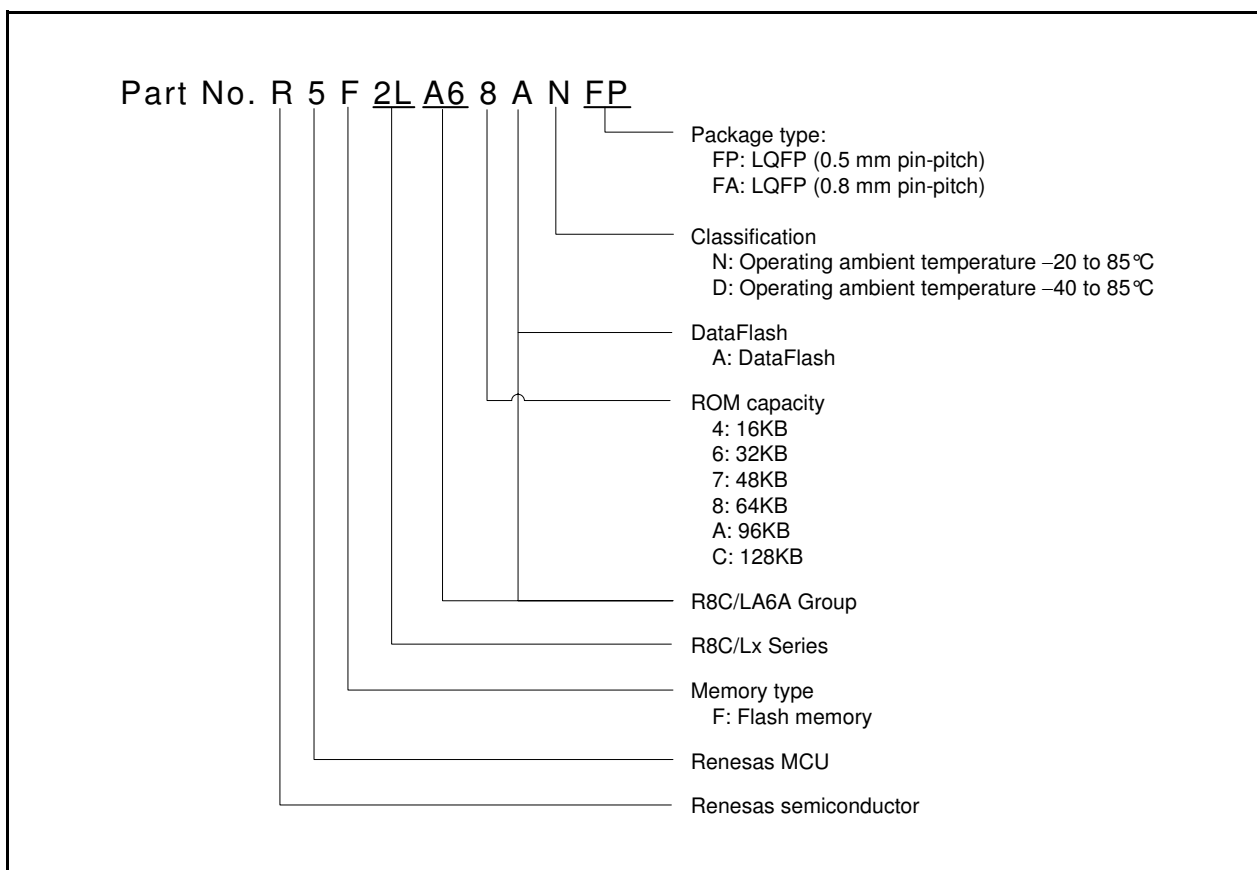 Part No. R 5 F 2L A6 8 A N FP
Package type:
FP: LQFP (0.5 mm pin-pitch)
FA: LQFP (0.8 mm pin-pitch)
Classification
N: Operating ambient temperature –20 to 85°C
D: Operating ambient temperature –40 to 85°C
DataFlash
A: DataFlash
ROM capacity
4: 16KB
6: 32KB
7: 48KB
8: 64KB
A: 96KB
C: 128KB
R8C/LA6A Group
R8C/Lx Series
Memory type
F: Flash memory
Renesas MCU
Renesas semiconductor